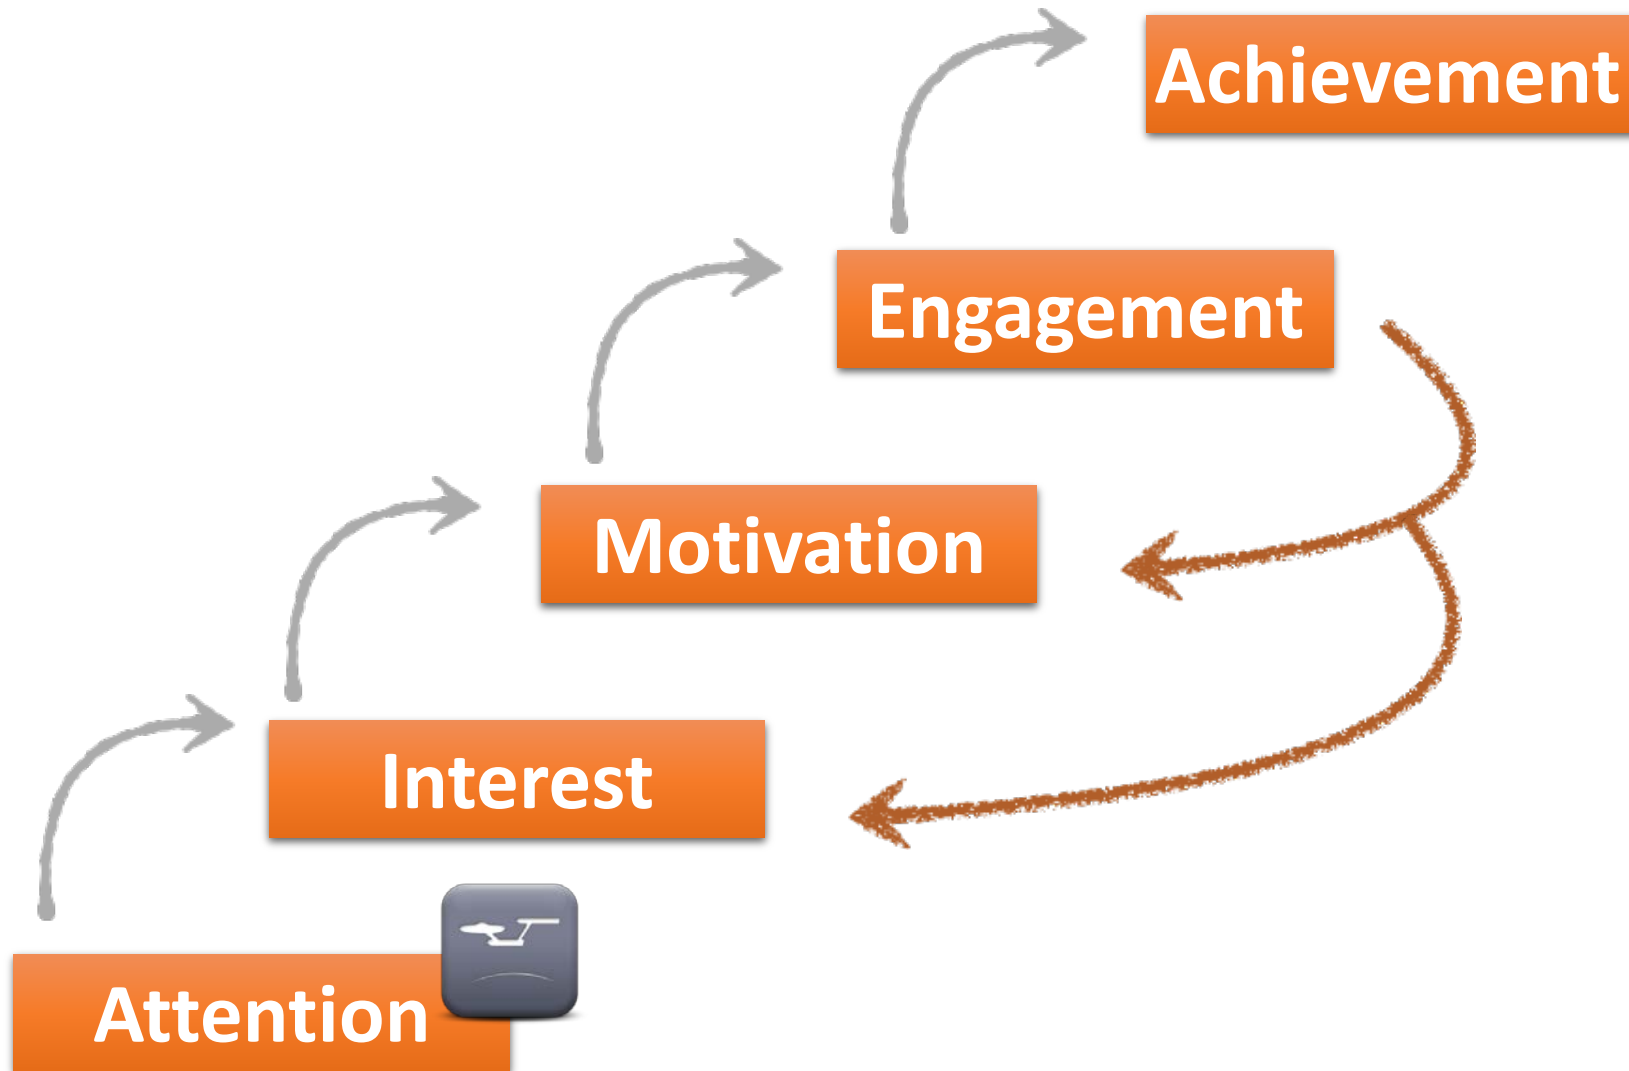 Achievement
Engagement
Motivation
Interest
Attention